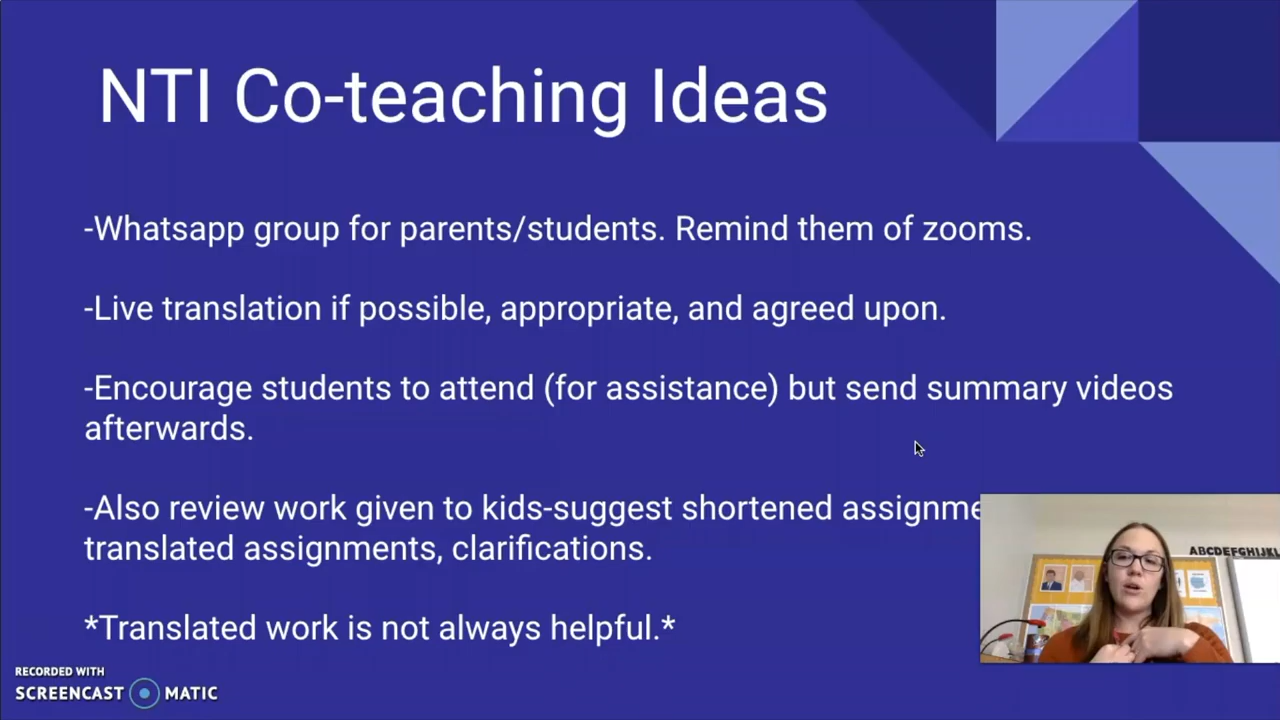 NTI Co-teaching Ideas
-Whatsapp group for parents/students. Remind them of zooms.
-Live translation if possible, appropriate, and agreed upon.
-Encourage students to attend (for assistance) but send summary videos
afterwards.
-Also review work given to kids-suggest shortened assignme
translated assignments, clarifications.
ABCDEFGHIJKL
*Translated work is not always helpful.*
RECORDED WITH
SCREENCAST MATIC